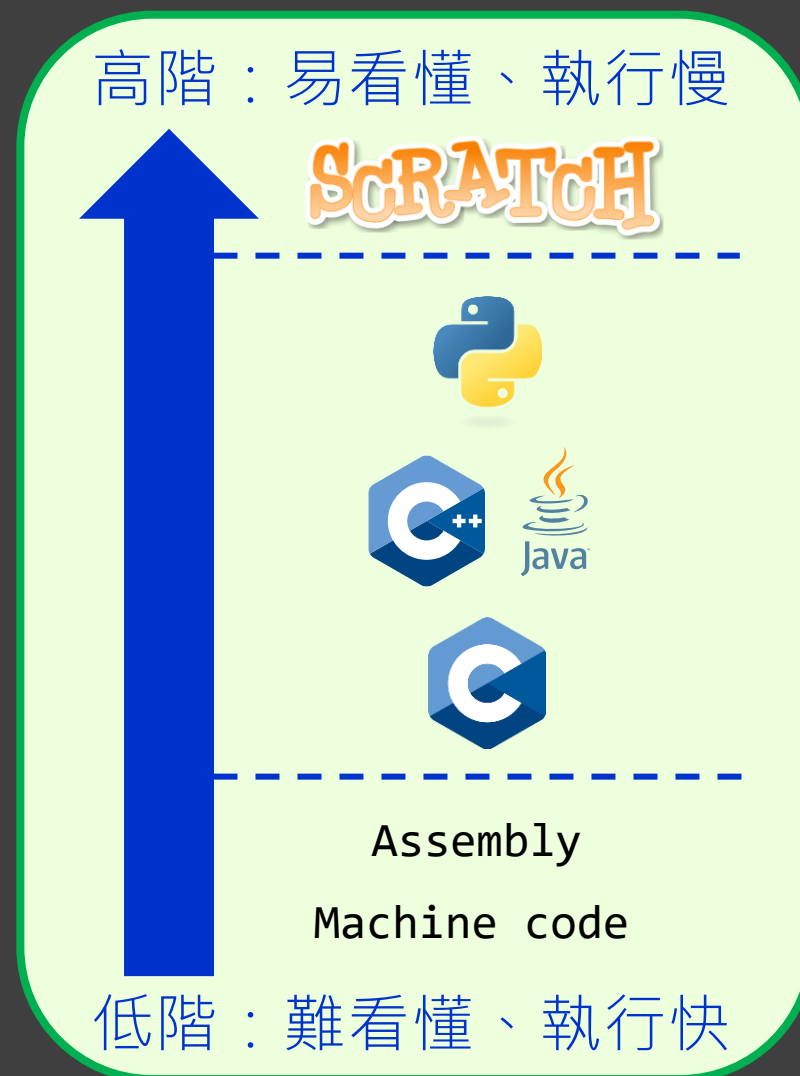 高階：易看懂、執行慢
SCRATCH
C++
Java
C
Assembly
Machine code
低階：難看懂、執行快